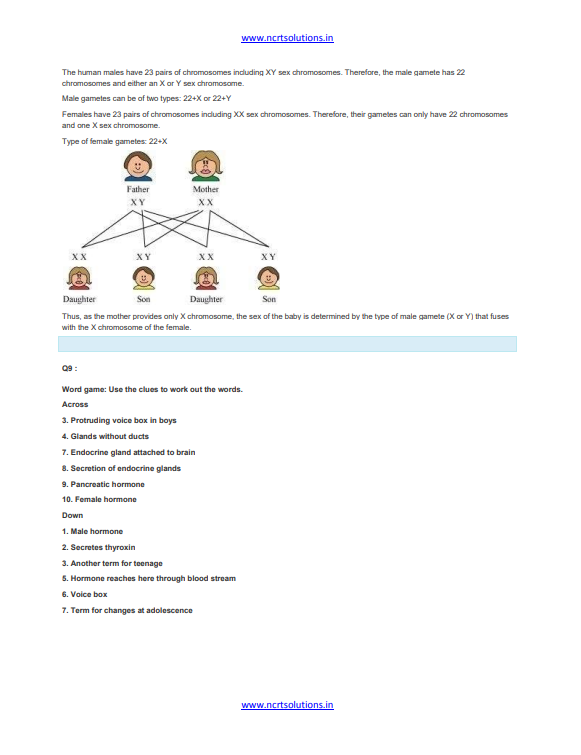 www.ncrtsolutions.in
The human males have 23 pairs of chromosomes including XY sex chromosomes. Therefore, the male gamete has 22
chromosomes and either an X or Y sex chromosome.
Male gametes can be of two types: 22+X or 22+Y
Females have 23 pairs of chromosomes including XX sex chromosomes. Therefore, their gametes can only have 22 chromosomes
and one X sex chromosome.
Type of female gametes: 22+X
Father Mother
X Y X X
X X X Y X X X Y
Daughter Son Daughter Son
Thus, as the mother provides only X chromosome, the sex of the baby is determined by the type of male gamete (X or Y) that fuses
with the X chromosome of the female.
Q9 :
Word game: Use the clues to work out the words.
Across
3. Protruding voice box in boys
4. Glands without ducts
7. Endocrine gland attached to brain
8. Secretion of endocrine glands
9. Pancreatic hormone
10. Female hormone
Down
1. Male hormone
2. Secretes thyroxin
3. Another term for teenage
5. Hormone reaches here through blood stream
6. Voice box
7. Term for changes at adolescence
www.ncrtsolutions.in